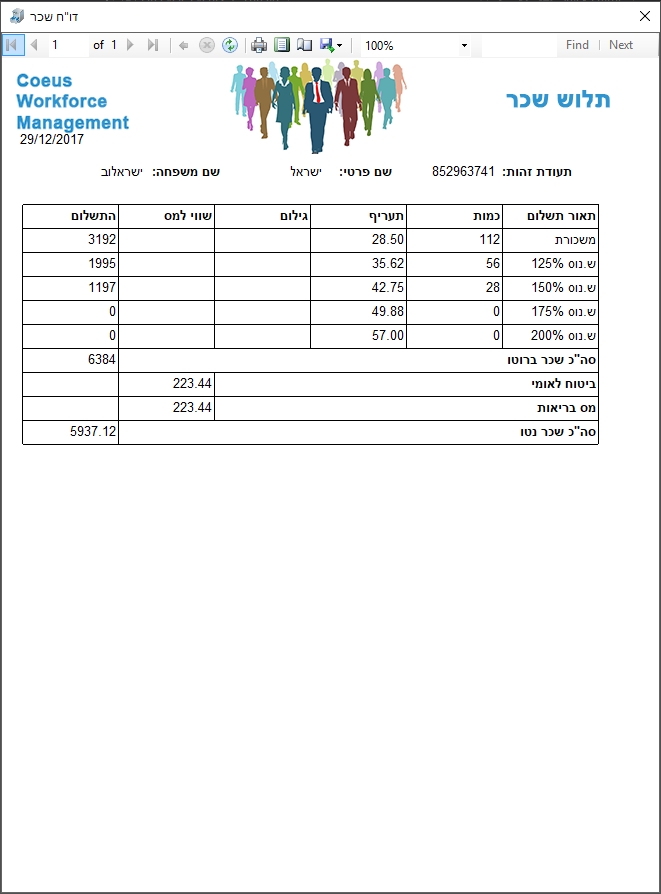 דו"ח שכר
1 of 1 100% Find | Next
Coeus
Workforce
Management
תלוש שכר
29/12/2017
תעודת זהות: 852963741 שם פרטי: ישראל שם משפחה: ישראלוב
תאור תשלום כמות תעריף גילום שווי למס התשלום
משכורת 112 28.50 3192
ש.נוס 125% 56 35.62 1995
ש.נוס 150% 28 42.75 1197
ש.נוס 175% 0 49.88 0
ש.נוס 200% 0 57.00 0
סה"כ שכר ברוטו 6384
ביטוח לאומי 223.44
מס בריאות 223.44
סה"כ שכר נטו 5937.12